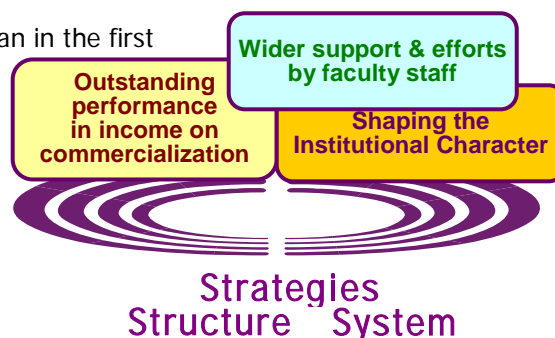 an in the first
Wider support & efforts
by faculty staff
Outstanding
performance
in income on
commercialization
Shaping the
Institutional Character
Strategies
Structure System